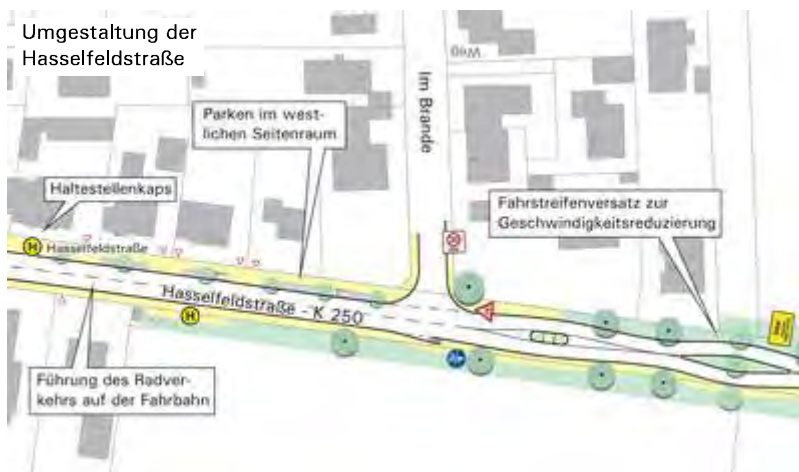 Umgestaltung der
Hasselfeldstraße
Weg
Im Brande
Parken im west-
lichen Seitenraum
Haltestellenkaps
Fahrstreifenversatz zur
Geschwindigkeitsreduzierung
H Hasselfeldstraße
Hasselfeldstraße - K 250
H
Führung des Radver-
kehrs auf der Fahrbahn